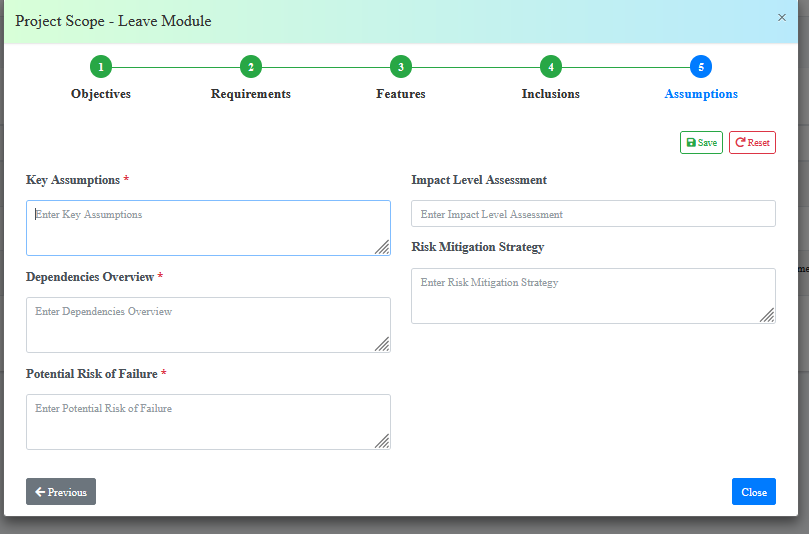 Project Scope - Leave Module
×
1 2 3 4 5
Objectives Requirements Features Inclusions Assumptions
Save Reset
Key Assumptions *
Enter Key Assumptions
Dependencies Overview *
Enter Dependencies Overview
Potential Risk of Failure *
Enter Potential Risk of Failure
Impact Level Assessment
Enter Impact Level Assessment
Risk Mitigation Strategy
Enter Risk Mitigation Strategy
me
Previous Close